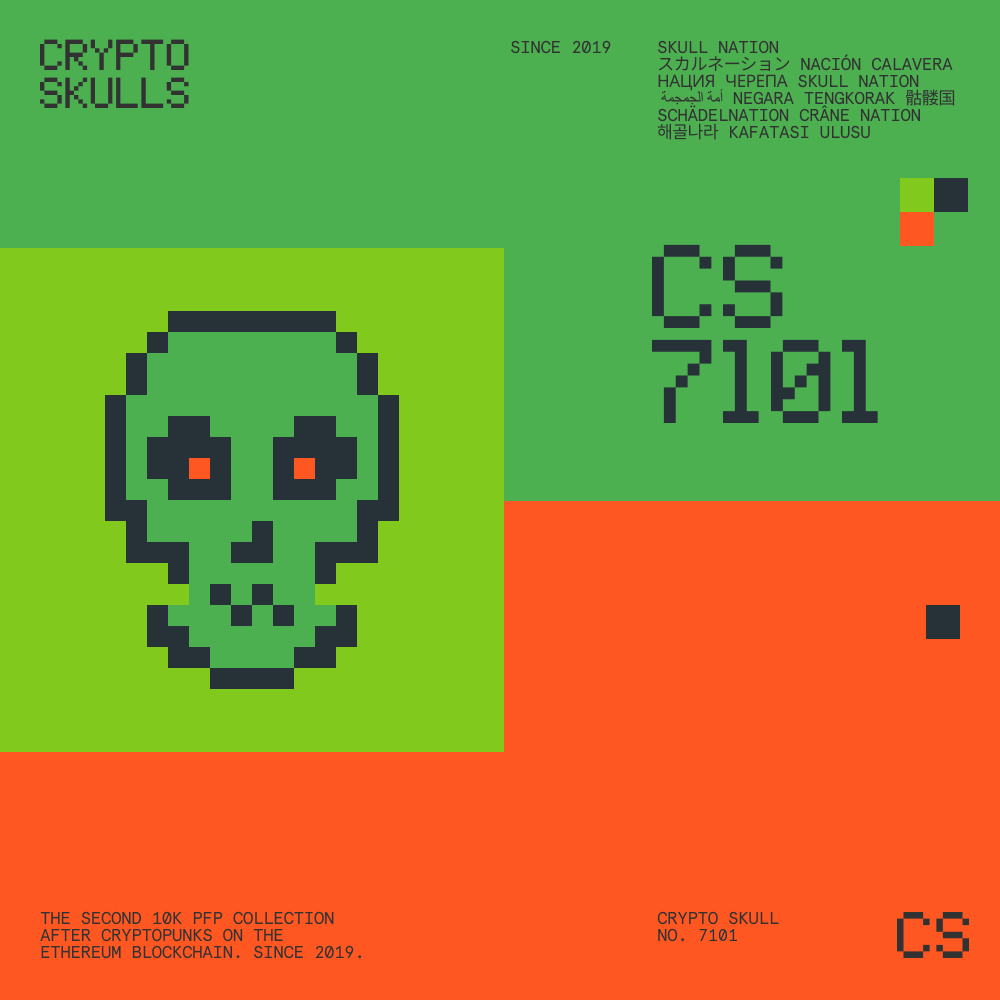 CRYPTO
SKULLS
SINCE 2019
SKULL NATION
スカルネーション NACIÓN CALAVERA
НАЦИЯ ЧЕРЕПА SKULL NATION
أمة الجمجمة NEGARA TENGKORAK 骷髅国
SCHÄDELNATION CRÂNE NATION
해골나라 KAFATASI ULUSU
CS
7101
THE SECOND 10K PFP COLLECTION
AFTER CRYPTOPUNKS ON THE
ETHEREUM BLOCKCHAIN. SINCE 2019.
CRYPTO SKULL
NO. 7101
CS